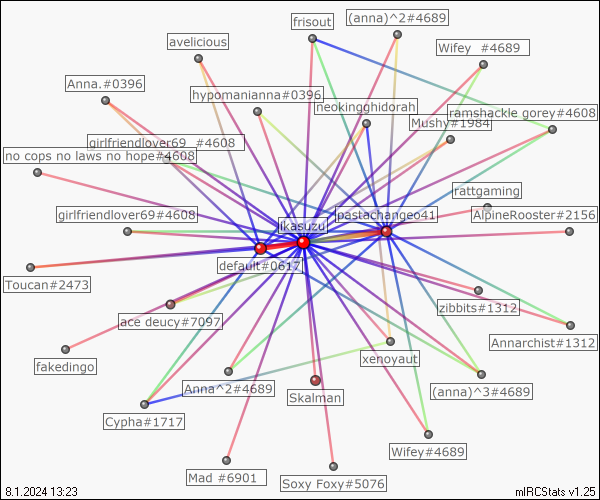 frisout
(anna)^2#4689
avelicious
Wifey #4689
Anna.#0396
hypomanianna#0396
neokingghidorah
ramshackle gorey#4608
Mushy#1984
girlfriendlover69 #4608
no cops no laws no hope#4608
rattgaming
girlfriendlover69#4608
ikasuzu
pastachangeo41
AlpineRooster#2156
default#0617
Toucan#2473
zibbits#1312
ace deucy#7097
Annarchist#1312
fakedingo
xenoyaut
Anna^2#4689
Skalman
(anna)^3#4689
Cypha#1717
Wifey#4689
Mad #6901
Soxy Foxy#5076
8.1.2024 13:23
mIRCStats v1.25